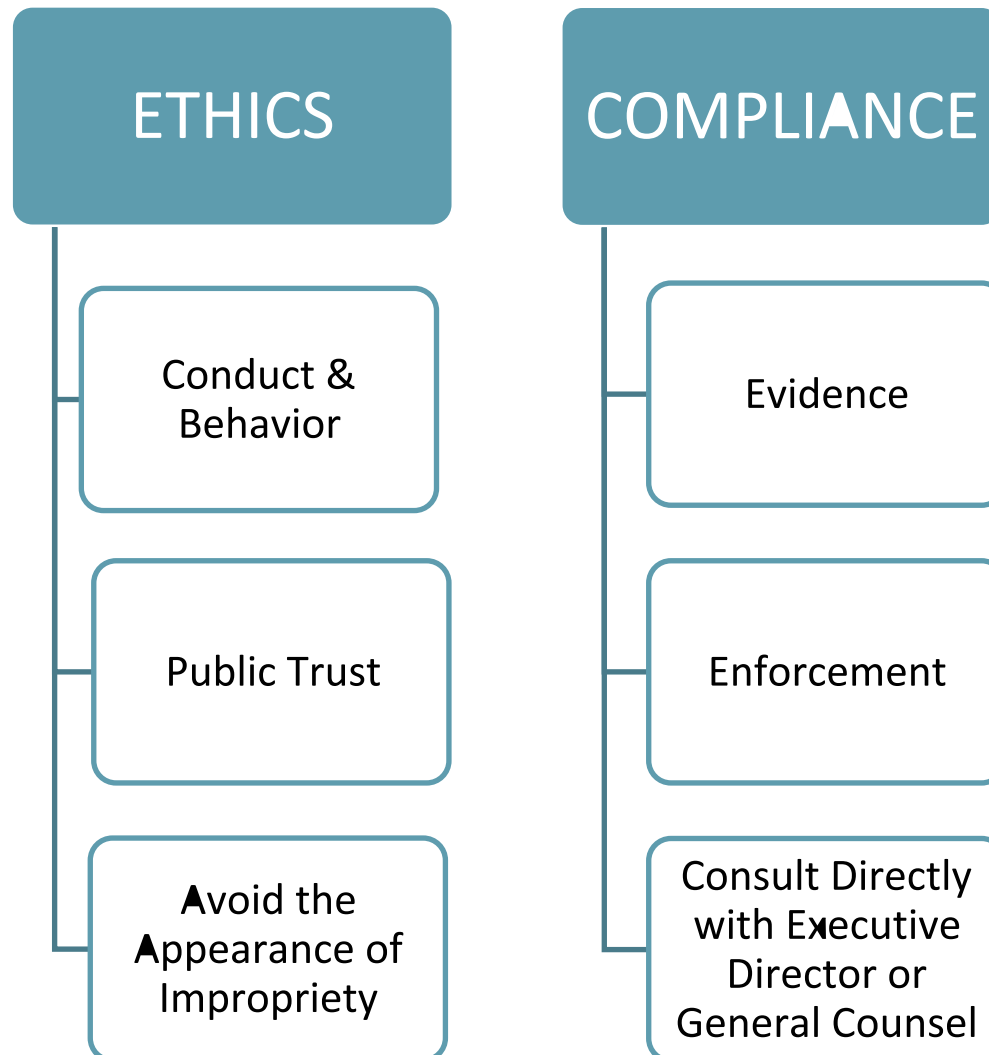 ETHICS
Conduct &
Behavior
Public Trust
Avoid the
Appearance of
Impropriety
COMPLIANCE
Evidence
Enforcement
Consult Directly
with Executive
Director or
General Counsel